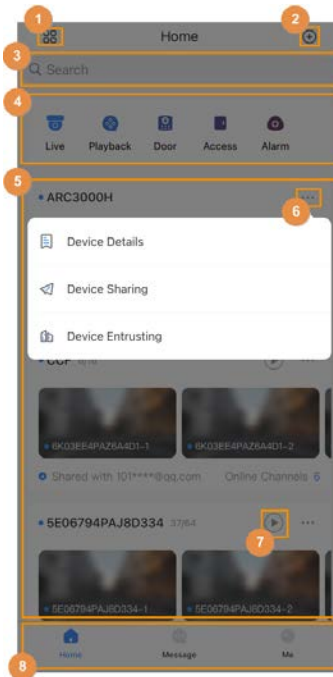 1
2
Home
3
Search
4
Live Playback Door Access Alarm
5
ARC3000H
6
Device Details
Device Sharing
Device Entrusting
6K03EE4PAZ6A4D1-1 6K03EE4PAZ6A4D1-2
Shared with 101****@qq.com Online Channels 6
5E06794PAJ8D334 37/64
7
5E06794PAJ8D334-1 5E06794PAJ8D334-2
8
Home Message Me